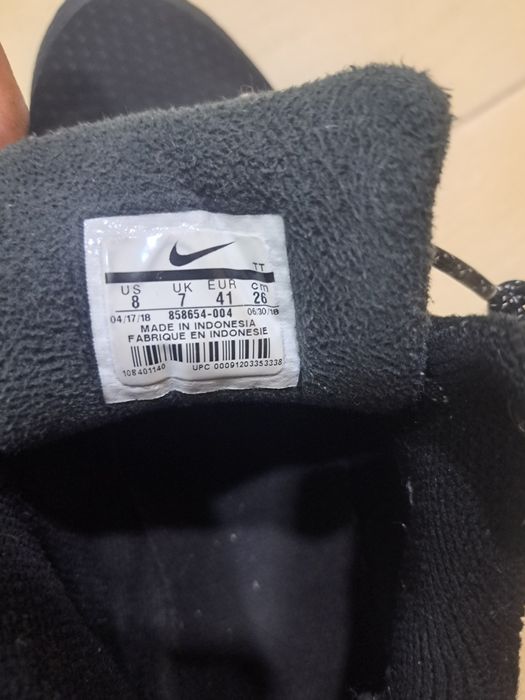 TT
US UK EUR cm
8 7 41 26
04/17/18 858654-004 06/30/18
MADE IN INDONESIA
FABRIQUE EN INDONESIE
108401140 UPC 00091203353338